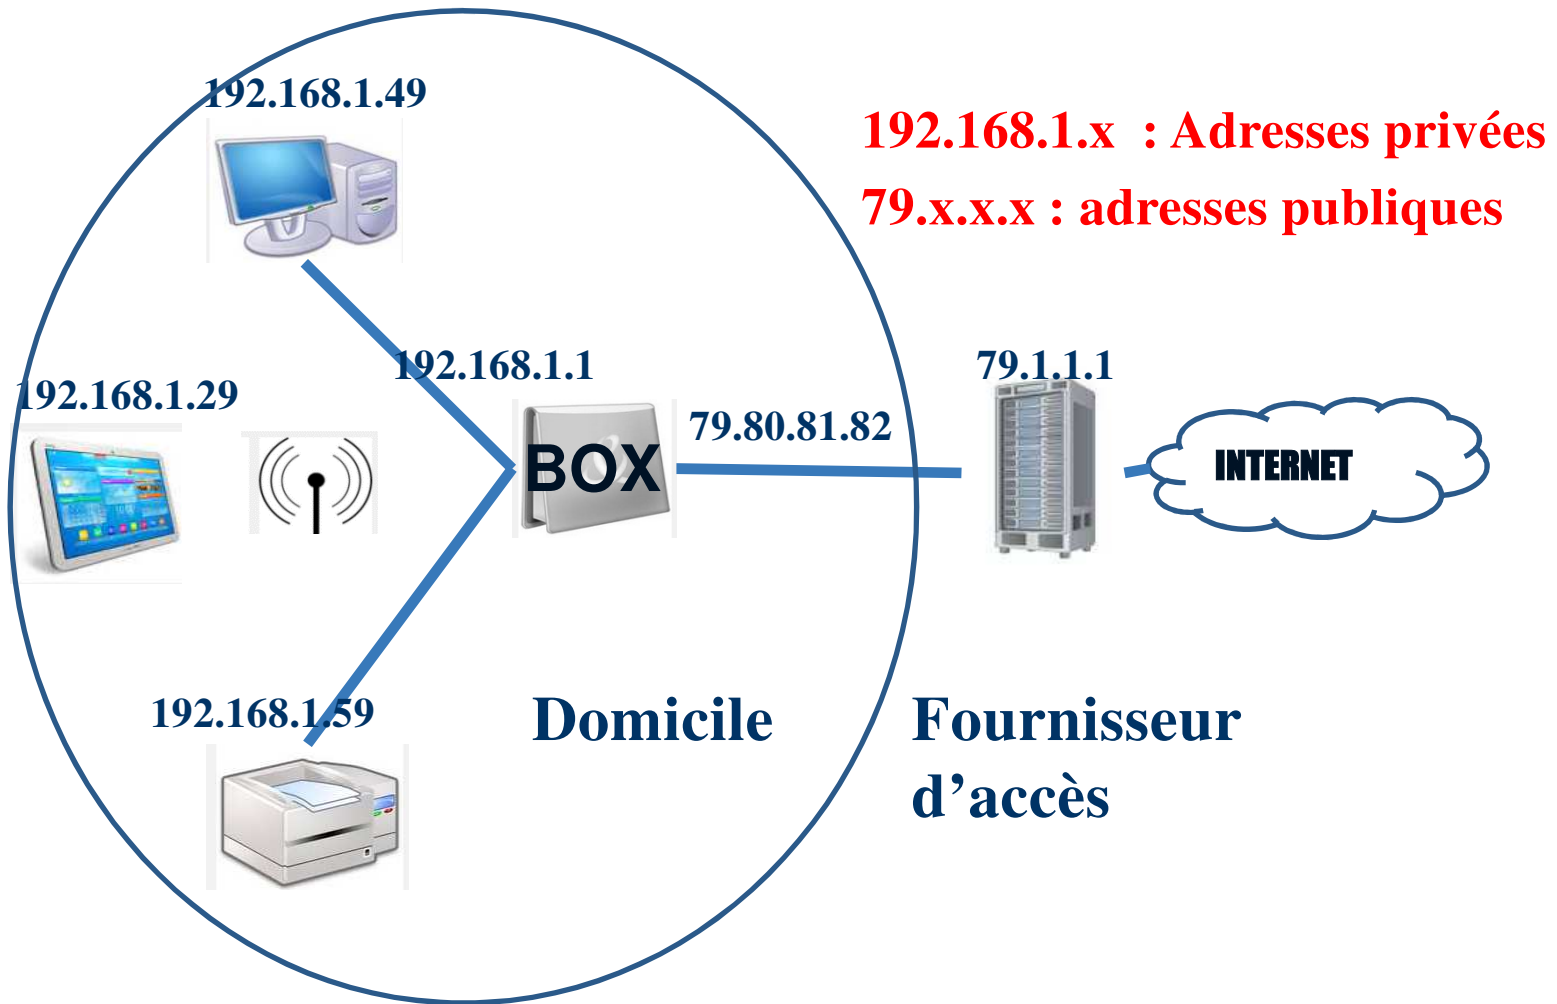 192.168.1.49
192.168.1.x : Adresses privées
79.x.x.x : adresses publiques
192.168.1.1
79.1.1.1
192.168.1.29
79.80.81.82
BOX
INTERNET
192.168.1.59
Domicile
Fournisseur
d’accès